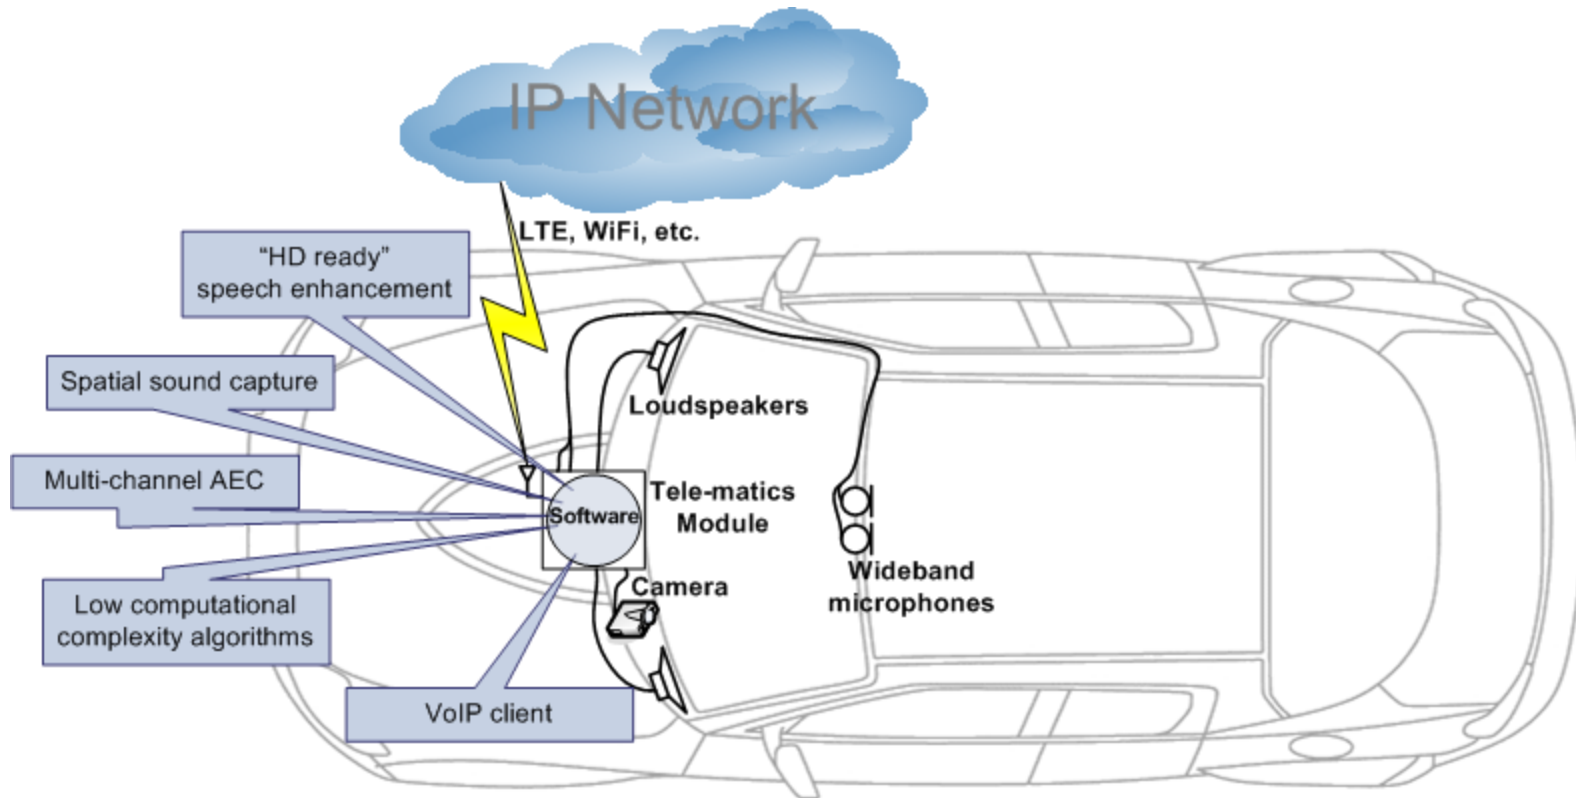 IP Network
LTE, WiFi, etc.
“HD ready”
speech enhancement
Spatial sound capture
Loudspeakers
Multi-channel AEC
Tele-matics
Module
Software
Camera
Wideband
microphones
Low computational
complexity algorithms
VoIP client